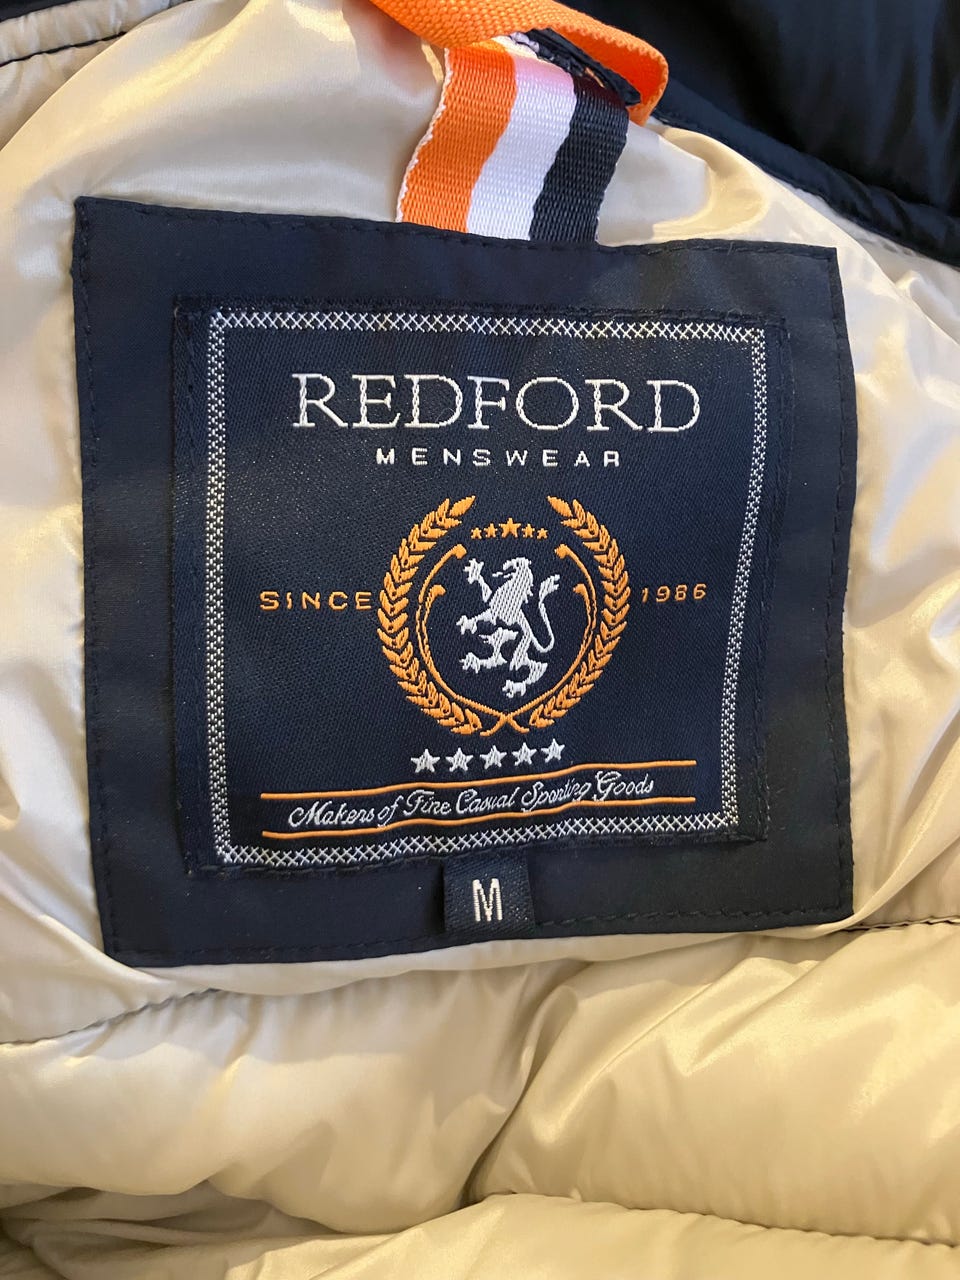 REDFORD
MENSWEAR
SINCE 1986
Makers of Fine Casual Sporting Goods
M